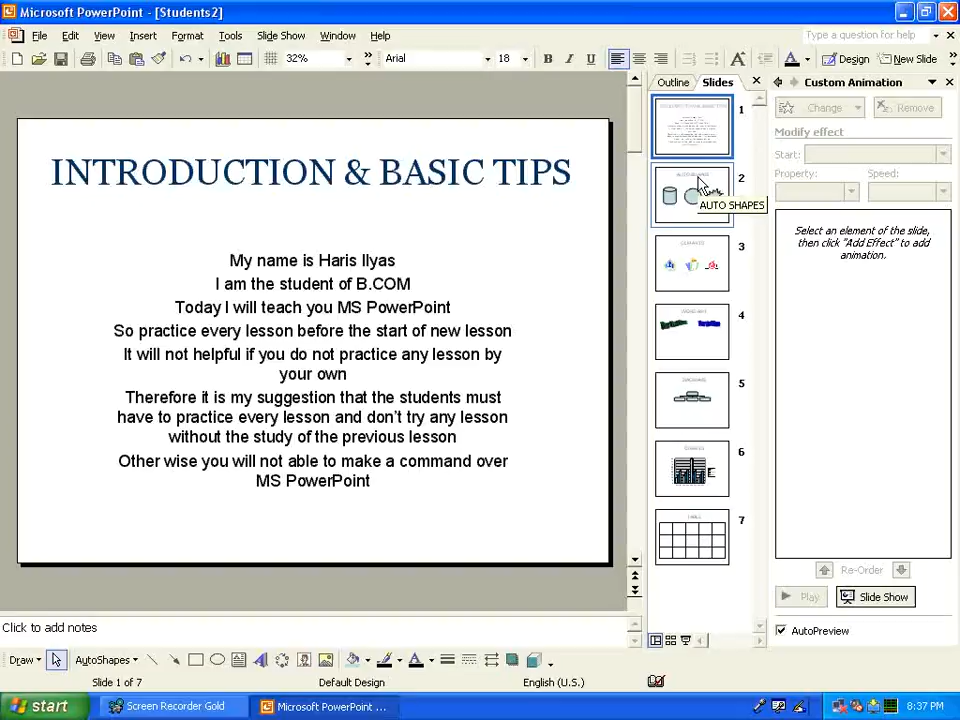 Microsoft PowerPoint - [Students2]
File Edit View Insert Format Tools Slide Show Window Help
Type a question for help
32% Arial 18 B I U A A Design New Slide
Outline Slides
Custom Animation
Change Remove
Modify effect
Start:
Property: Speed:
Select an element of the slide,
then click "Add Effect" to add
animation.
Re-Order
Play Slide Show
AutoPreview
INTRODUCTION & BASIC TIPS
My name is Haris Ilyas
I am the student of B.COM
Today I will teach you MS PowerPoint
So practice every lesson before the start of new lesson
It will not helpful if you do not practice any lesson by
your own
Therefore it is my suggestion that the students must
have to practice every lesson and don't try any lesson
without the study of the previous lesson
Other wise you will not able to make a command over
MS PowerPoint
1
2
AUTO SHAPES
3
4
5
6
7
Click to add notes
Draw AutoShapes
Slide 1 of 7 Default Design English (U.S.)
start Screen Recorder Gold Microsoft PowerPoint ... 8:37 PM